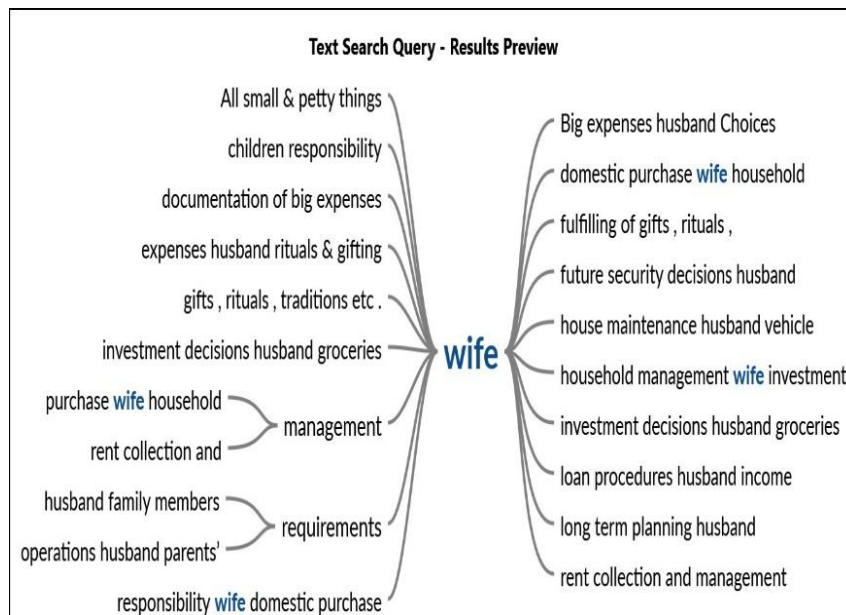 Text Search Query - Results Preview
All small & petty things
children responsibility
documentation of big expenses
expenses husband rituals & gifting
gifts , rituals , traditions etc .
investment decisions husband groceries
purchase wife household
rent collection and
management
husband family members
operations husband parents'
requirements
responsibility wife domestic purchase
wife
Big expenses husband Choices
domestic purchase wife household
fulfilling of gifts , rituals ,
future security decisions husband
house maintenance husband vehicle
household management wife investment
investment decisions husband groceries
loan procedures husband income
long term planning husband
rent collection and management